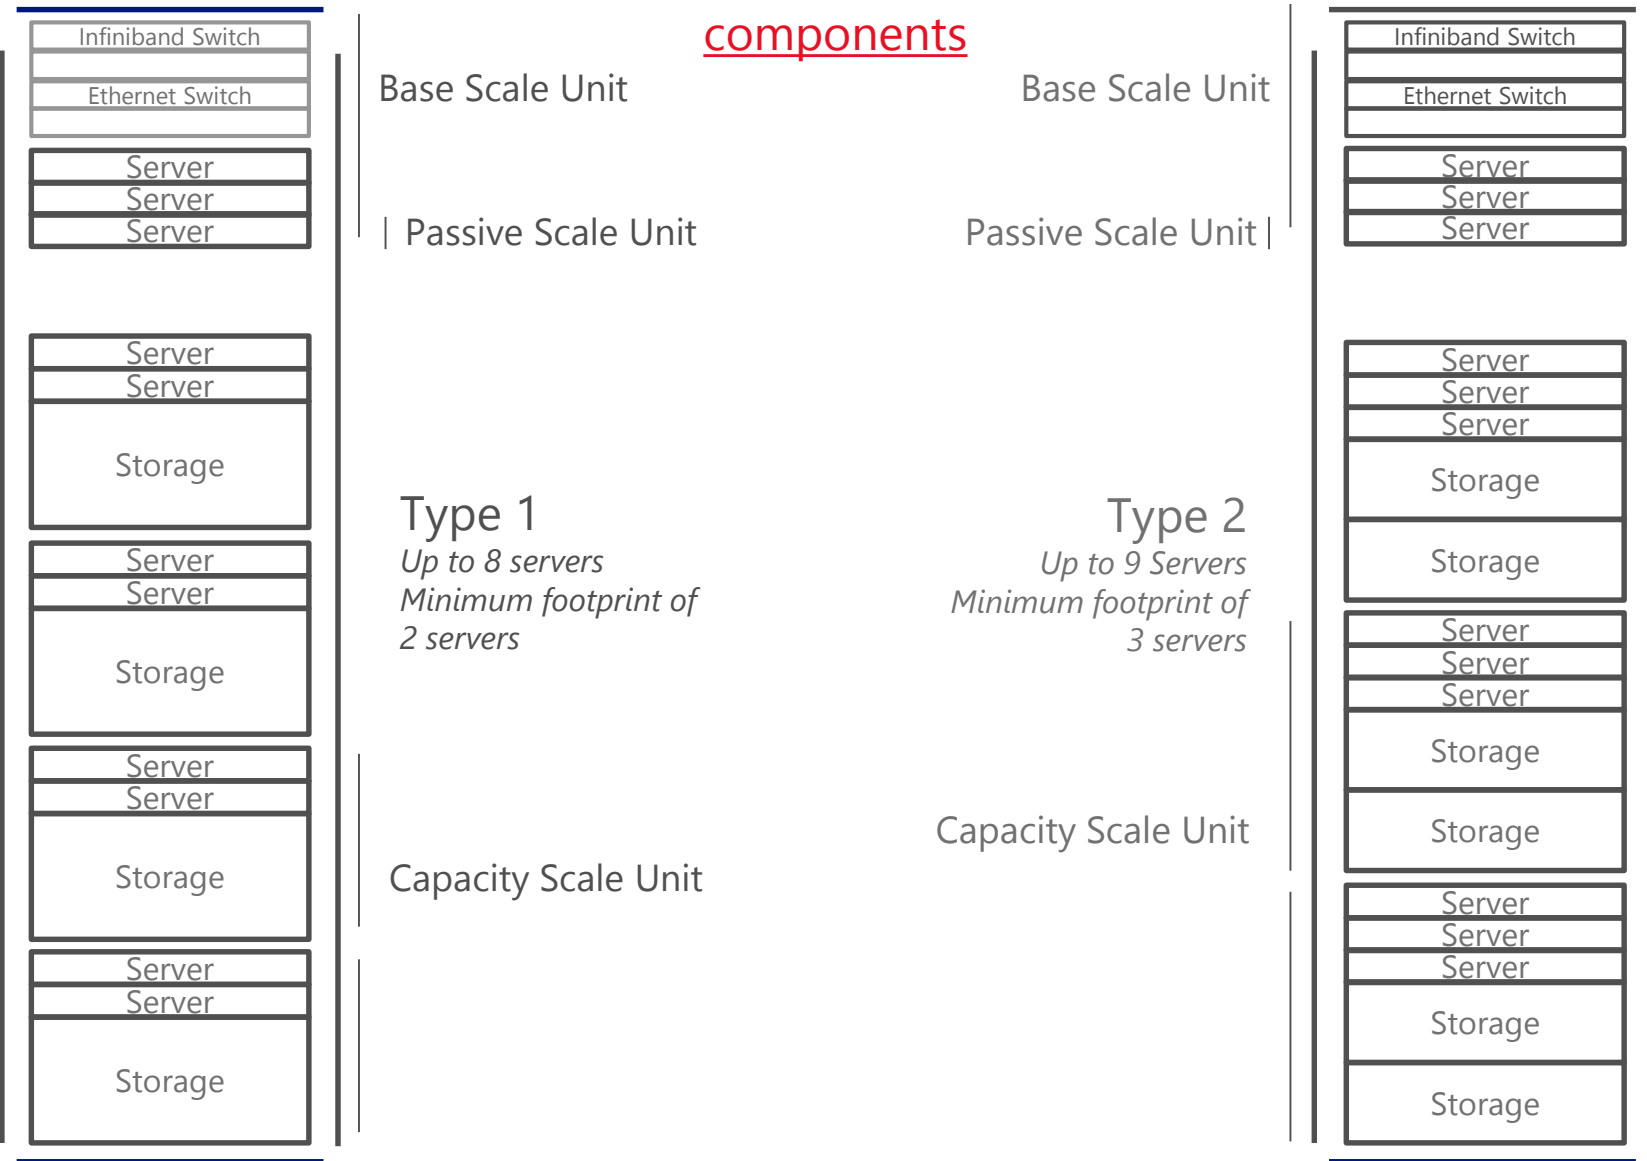 components
Infiniband Switch
Ethernet Switch
Server
Server
Server
Server
Server
Storage
Server
Server
Storage
Server
Server
Storage
Server
Server
Storage
Base Scale Unit
Passive Scale Unit
Type 1
Up to 8 servers
Minimum footprint of
2 servers
Capacity Scale Unit
Base Scale Unit
Passive Scale Unit
Type 2
Up to 9 Servers
Minimum footprint of
3 servers
Capacity Scale Unit
Infiniband Switch
Ethernet Switch
Server
Server
Server
Server
Server
Server
Storage
Storage
Server
Server
Server
Storage
Storage
Server
Server
Server
Storage
Storage